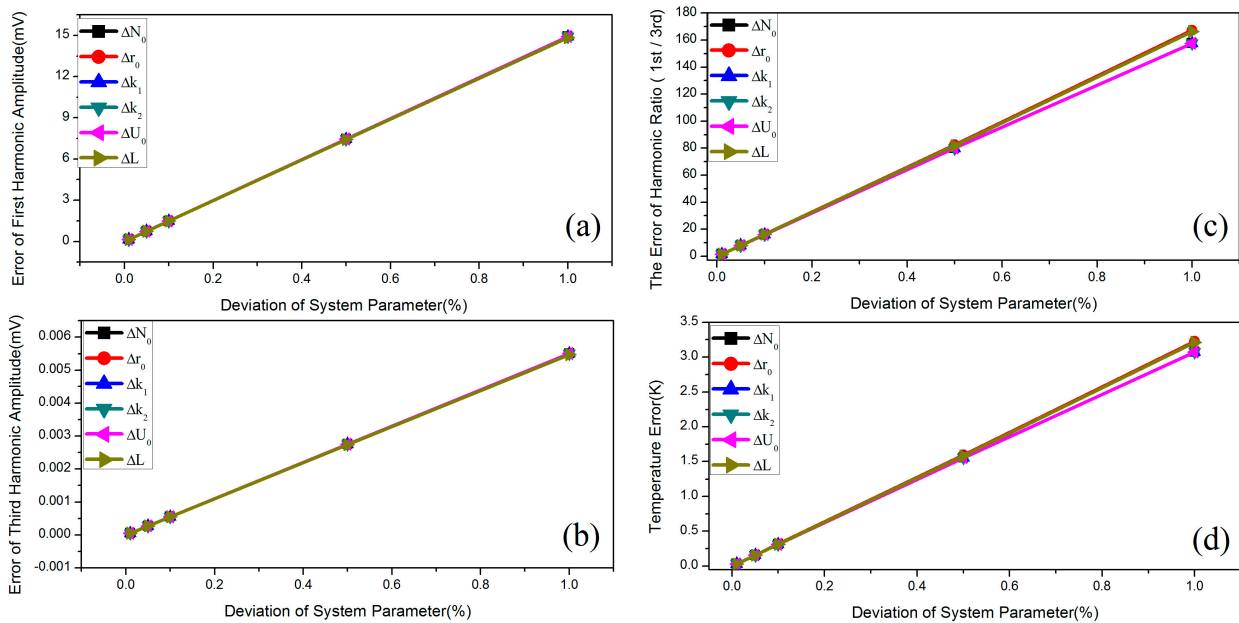 Error of First Harmonic Amplitude(mV)
15
12
9
6
3
0
ΔN₀
Δr₀
Δk₁
Δk₂
ΔU₀
ΔL
(a)
0.0 0.2 0.4 0.6 0.8 1.0
Deviation of System Parameter(%)
Error of Third Harmonic Amplitude(mV)
0.006
0.005
0.004
0.003
0.002
0.001
0.000
-0.001
ΔN₀
Δr₀
Δk₁
Δk₂
ΔU₀
ΔL
(b)
0.0 0.2 0.4 0.6 0.8 1.0
Deviation of System Parameter(%)
The Error of Harmonic Ratio ( 1st / 3rd)
180
160
140
120
100
80
60
40
20
0
ΔN₀
Δr₀
Δk₁
Δk₂
ΔU₀
ΔL
(c)
0.0 0.2 0.4 0.6 0.8 1.0
Deviation of System Parameter(%)
Temperature Error(K)
3.5
3.0
2.5
2.0
1.5
1.0
0.5
0.0
ΔN₀
Δr₀
Δk₁
Δk₂
ΔU₀
ΔL
(d)
0.0 0.2 0.4 0.6 0.8 1.0
Deviation of System Parameter(%)